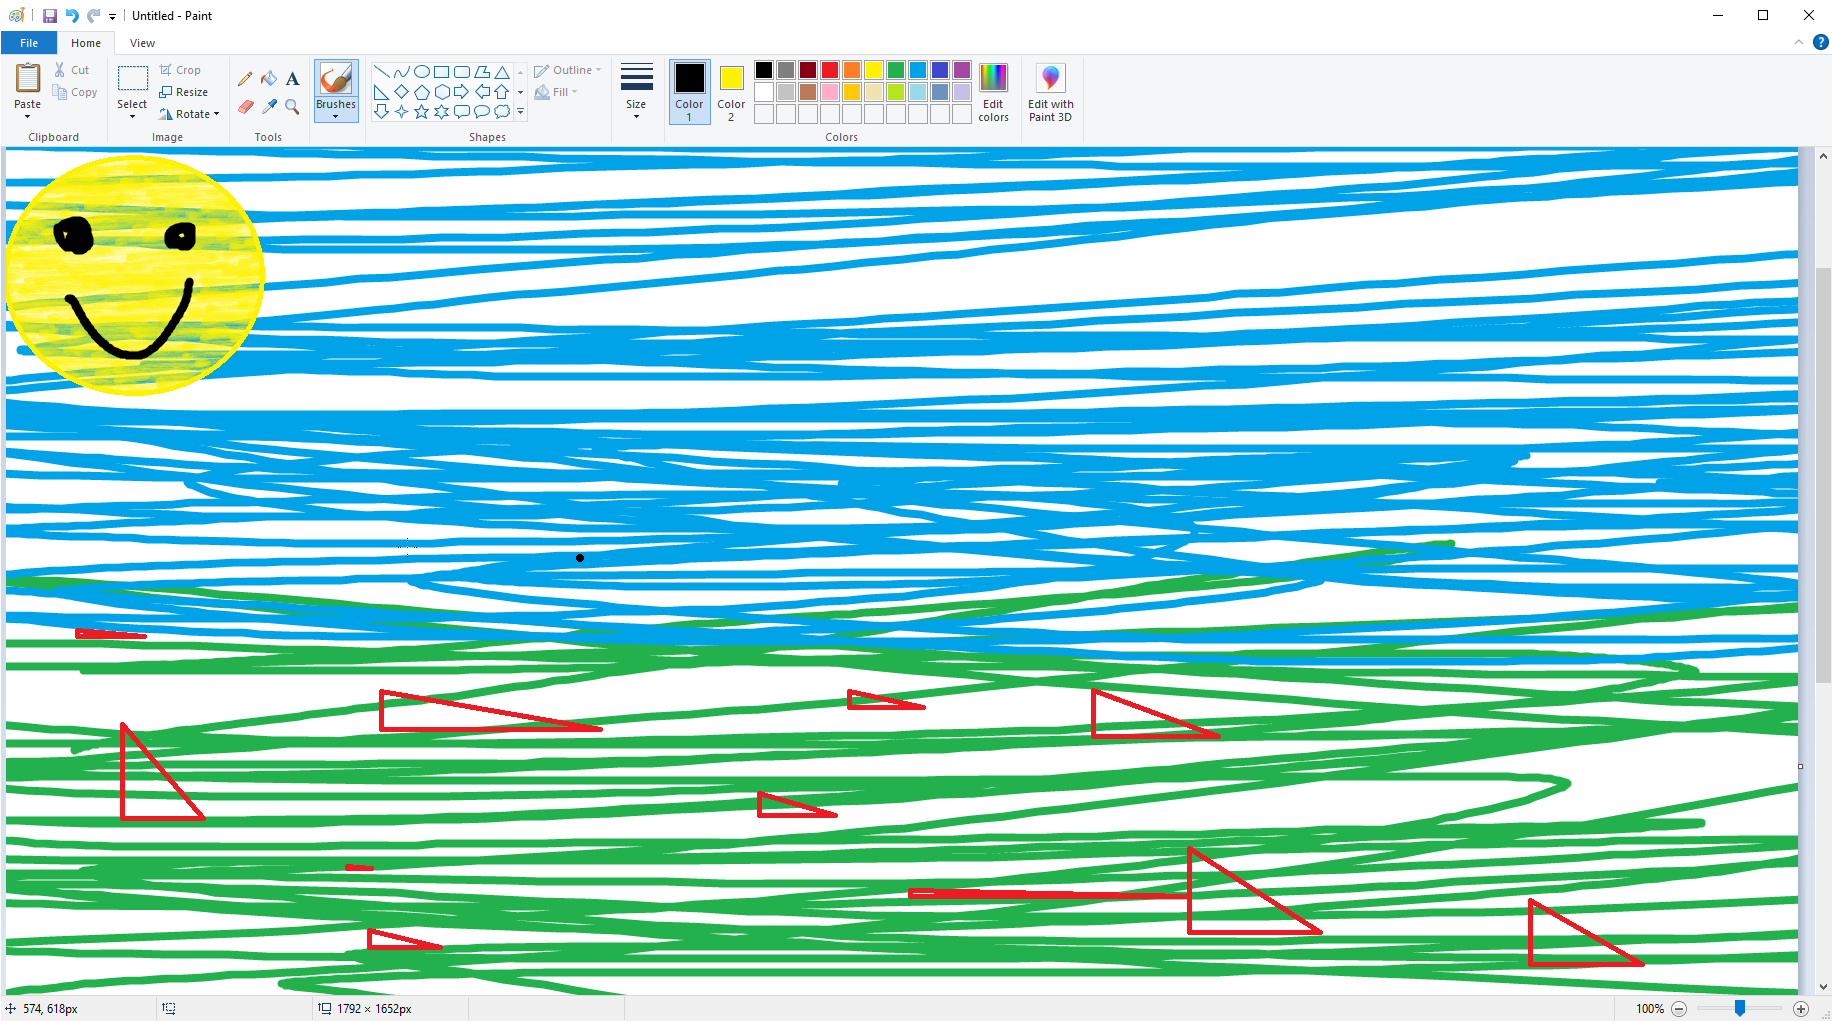 Untitled - Paint
File Home View
Paste
Cut
Copy
Clipboard
Select
Crop
Resize
Rotate
Image
A
Tools
Brushes
Shapes
Outline
Fill
Size
Color 1
Color 2
Edit colors
Colors
Edit with Paint 3D
?
574, 618px
1792 × 1652px
100%